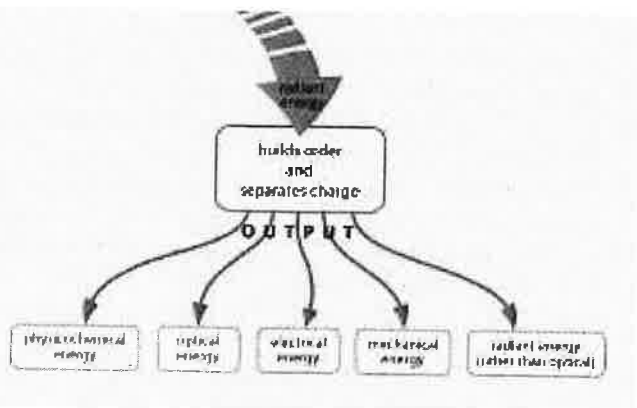 radiant
energy
builds order
and
separates charge
OUTPUT
physicochemical
energy
optical
energy
electrical
energy
mechanical
energy
radiant energy
(other than optical)